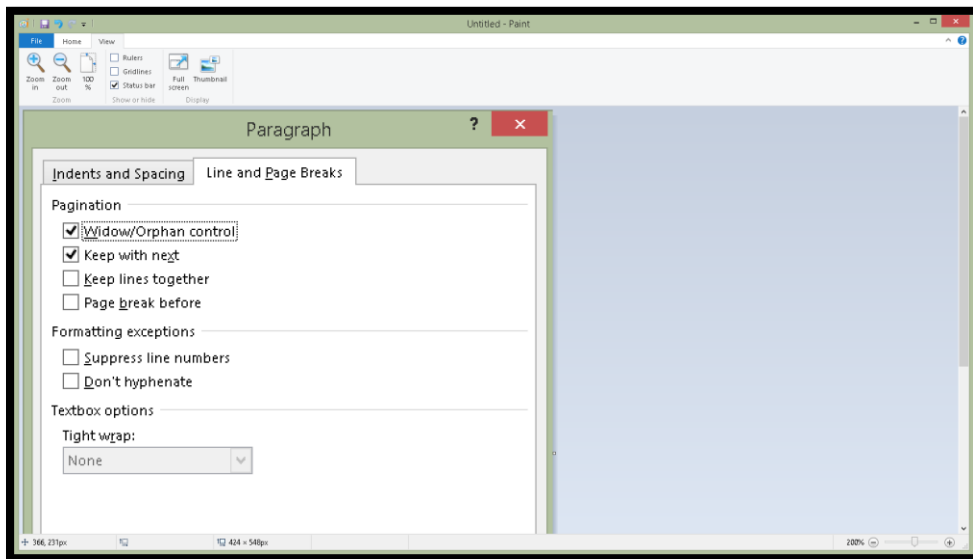 Untitled - Paint
File Home View
Zoom in
Zoom out
100 %
Rulers
Gridlines
Status bar
Full screen
Thumbnail
Zoom
Show or hide
Display
Paragraph
?
Indents and Spacing
Line and Page Breaks
Pagination
Widow/Orphan control
Keep with next
Keep lines together
Page break before
Formatting exceptions
Suppress line numbers
Don't hyphenate
Textbox options
Tight wrap:
None
366, 231px
424 × 548px
200%